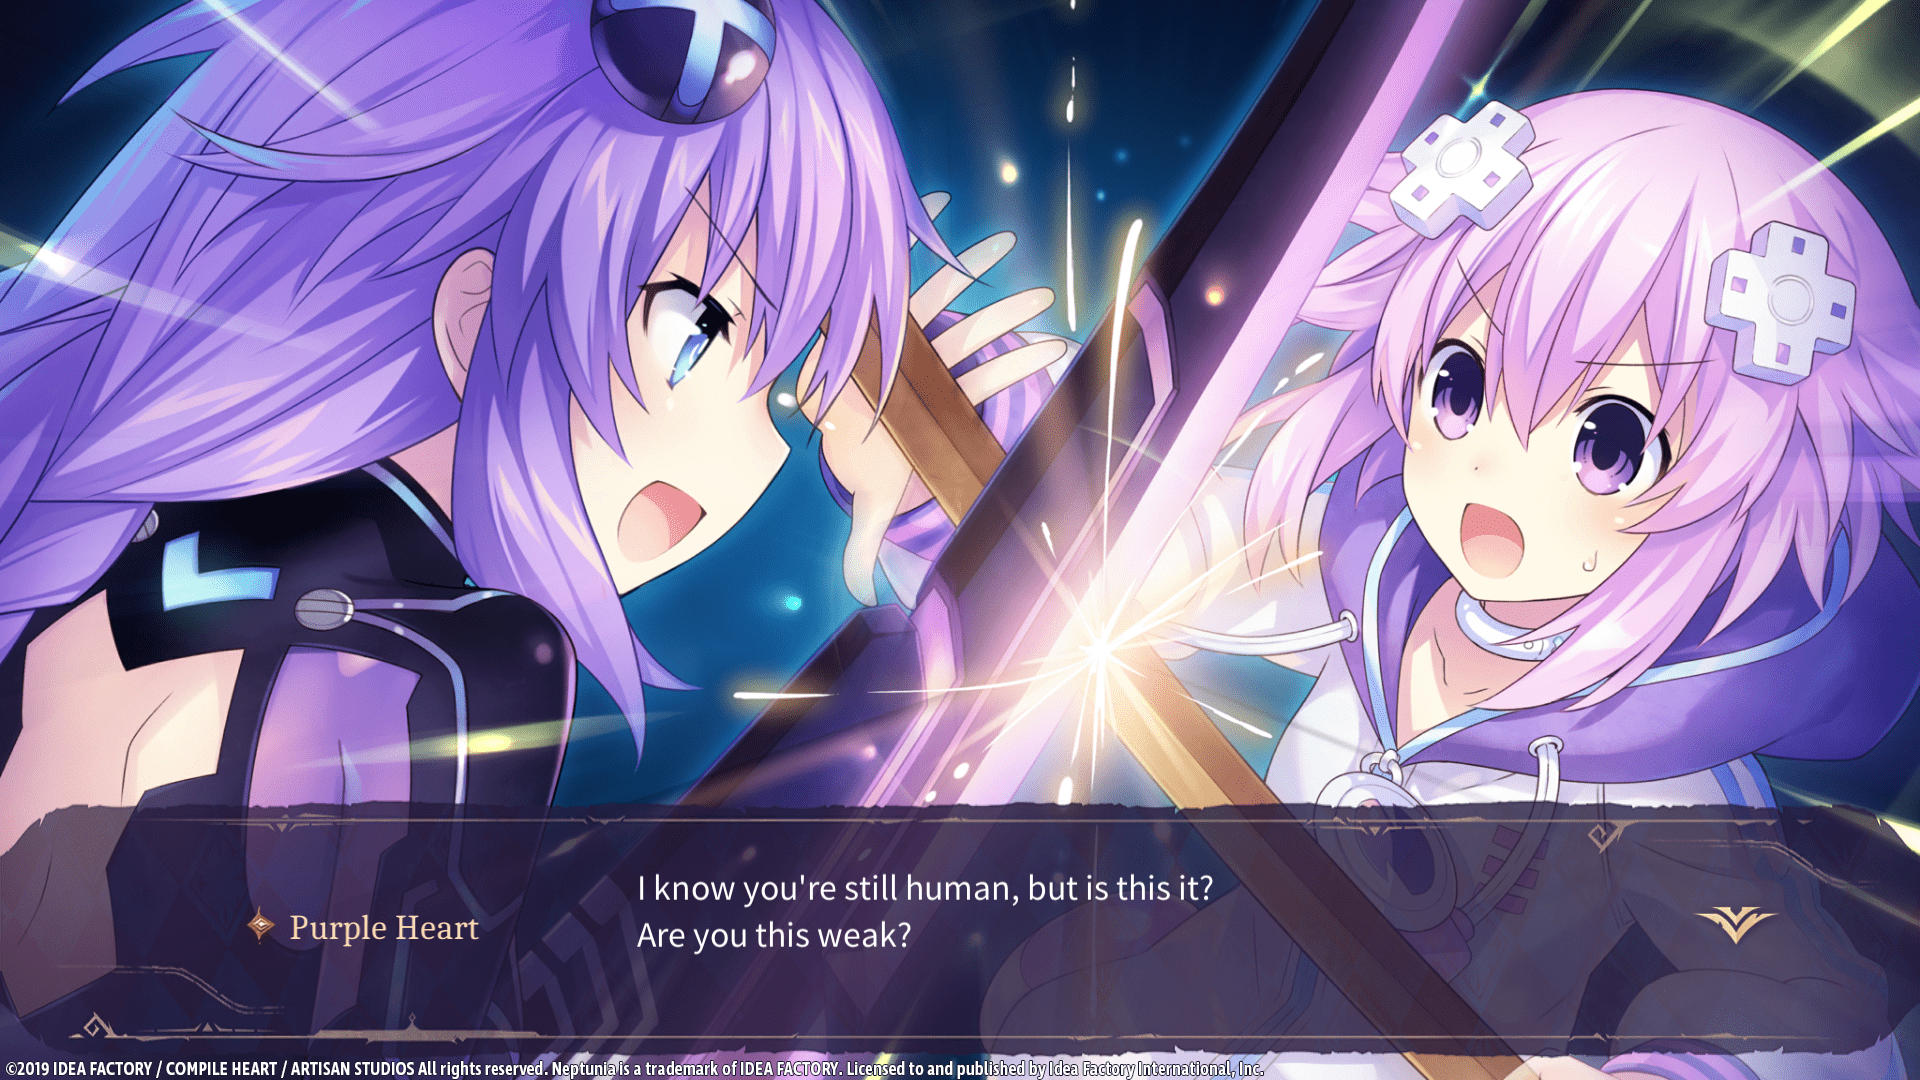 Purple Heart
I know you're still human, but is this it?
Are you this weak?
©2019 IDEA FACTORY / COMPILE HEART / ARTISAN STUDIOS All rights reserved. Neptunia is a trademark of IDEA FACTORY. Licensed to and published by Idea Factory International, Inc.